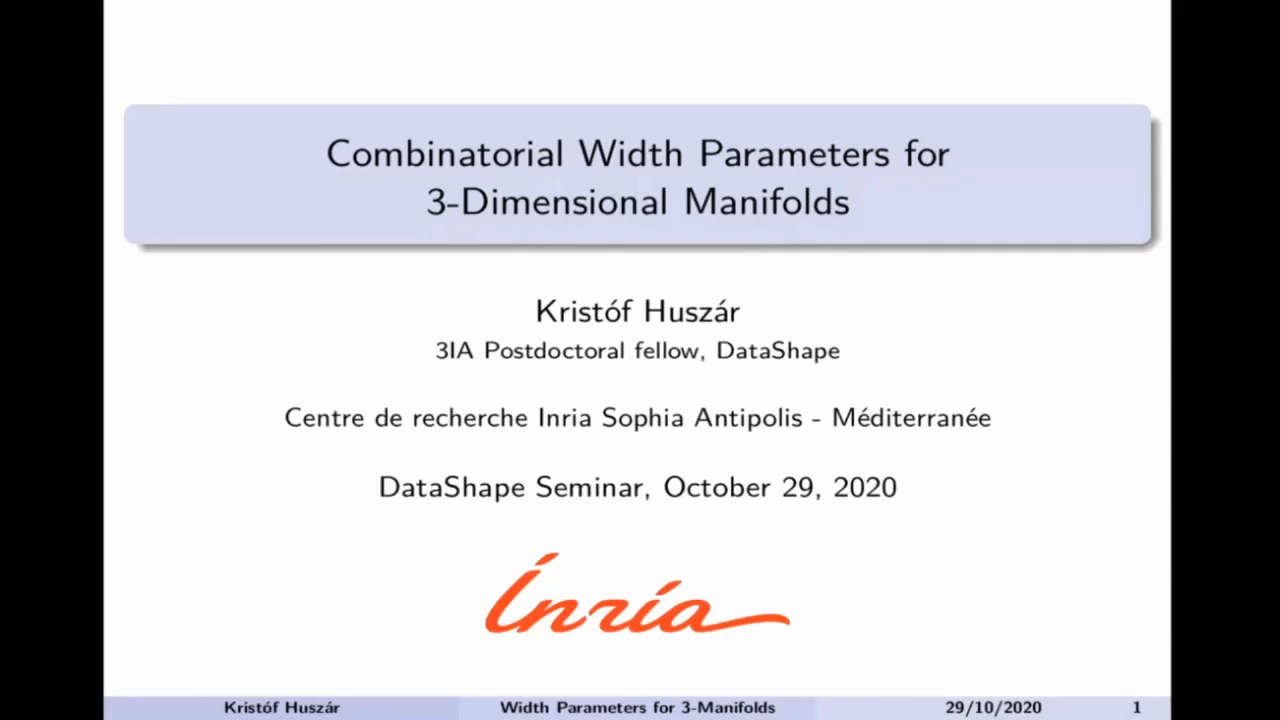 Combinatorial Width Parameters for
3-Dimensional Manifolds
Kristóf Huszár
3IA Postdoctoral fellow, DataShape
Centre de recherche Inria Sophia Antipolis - Méditerranée
DataShape Seminar, October 29, 2020
Inria
Kristóf Huszár Width Parameters for 3-Manifolds 29/10/2020 1